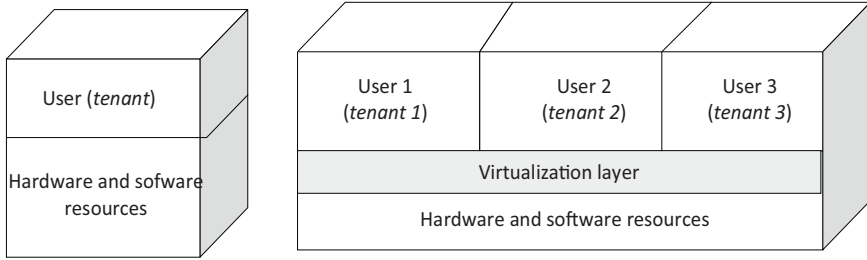 User (tenant)
Hardware and sofware
resources
User 1
(tenant 1)
User 2
(tenant 2)
User 3
(tenant 3)
Virtualization layer
Hardware and software resources